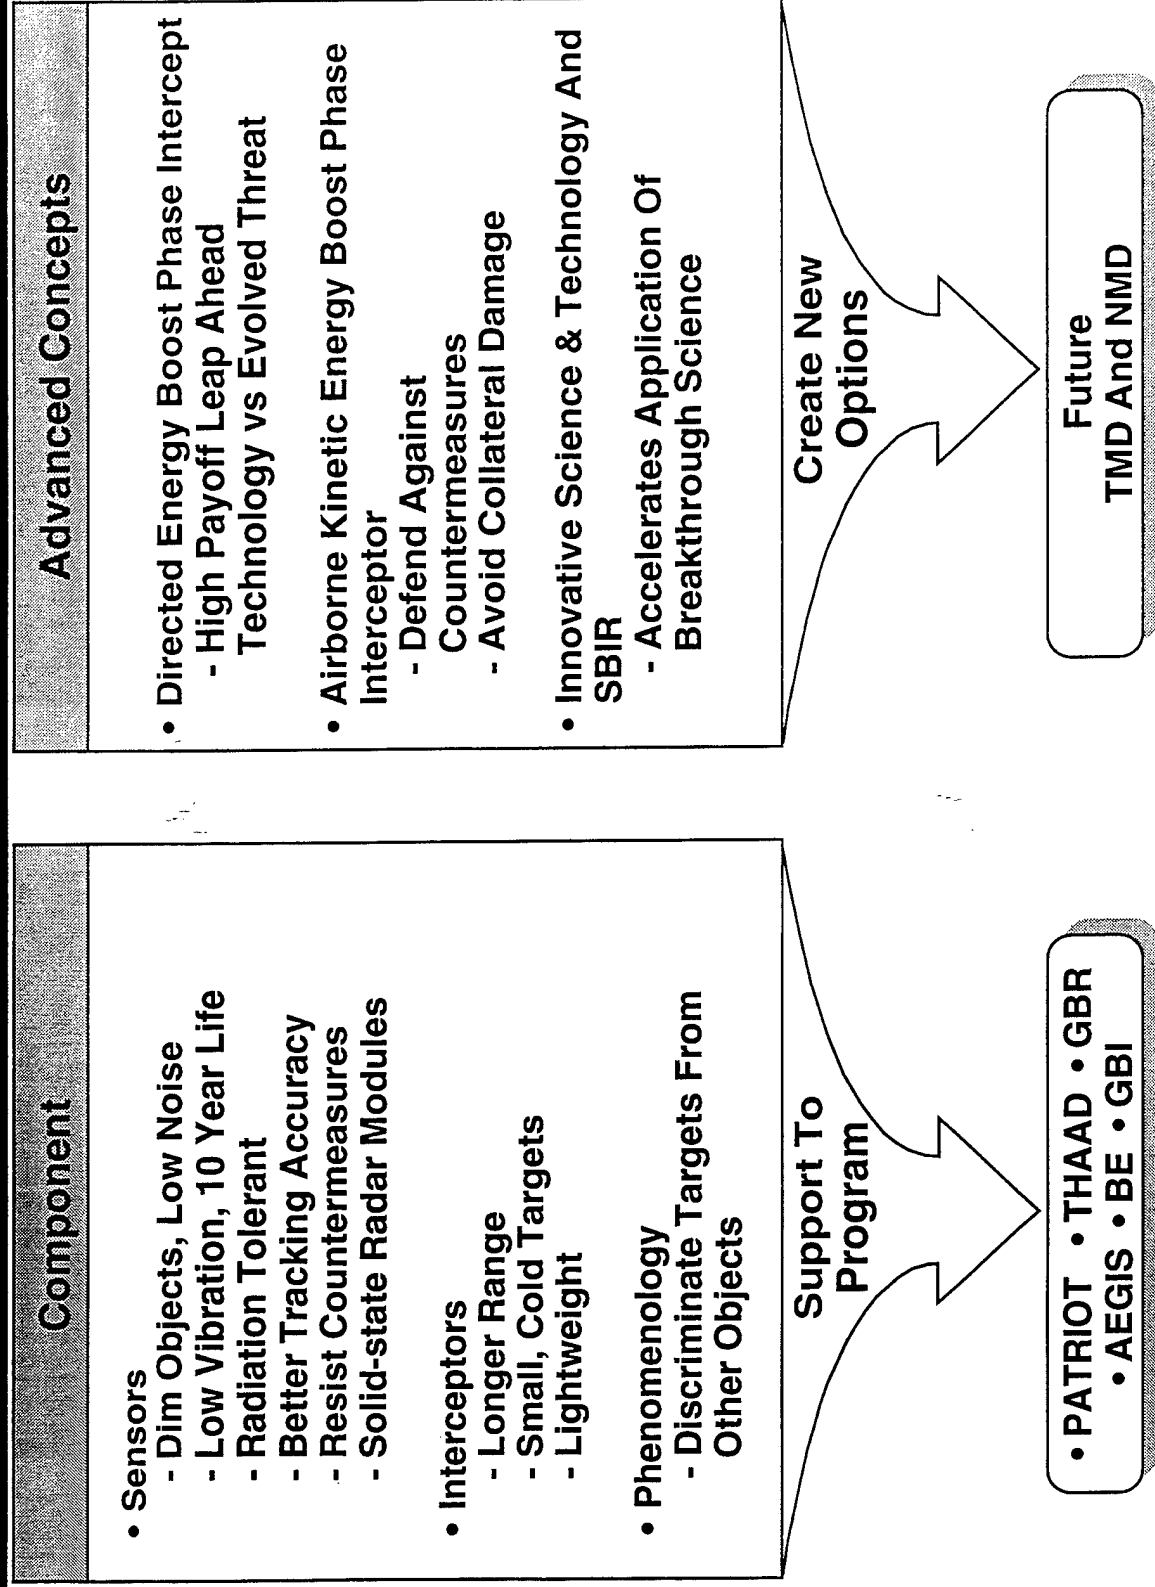 Component
• Sensors
- Dim Objects, Low Noise
- Low Vibration, 10 Year Life
- Radiation Tolerant
- Better Tracking Accuracy
- Resist Countermeasures
- Solid-state Radar Modules
• Interceptors
- Longer Range
- Small, Cold Targets
- Lightweight
• Phenomenology
- Discriminate Targets From
Other Objects
Support To
Program
• PATRIOT • THAAD • GBR
• AEGIS • BE • GBI
Advanced Concepts
• Directed Energy Boost Phase Intercept
- High Payoff Leap Ahead
Technology vs Evolved Threat
• Airborne Kinetic Energy Boost Phase
Interceptor
- Defend Against
Countermeasures
- Avoid Collateral Damage
• Innovative Science & Technology And
SBIR
- Accelerates Application Of
Breakthrough Science
Create New
Options
Future
TMD And NMD